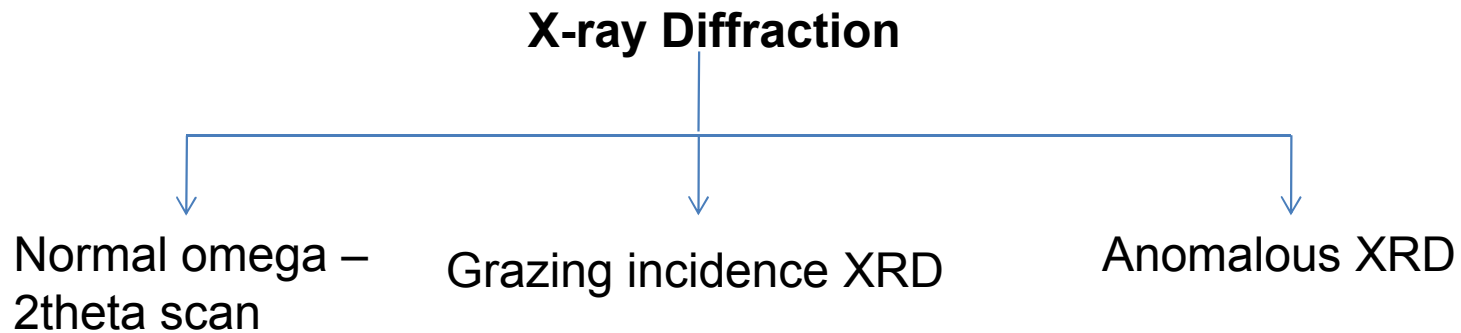 X-ray Diffraction
Normal omega –
2theta scan
Grazing incidence XRD
Anomalous XRD